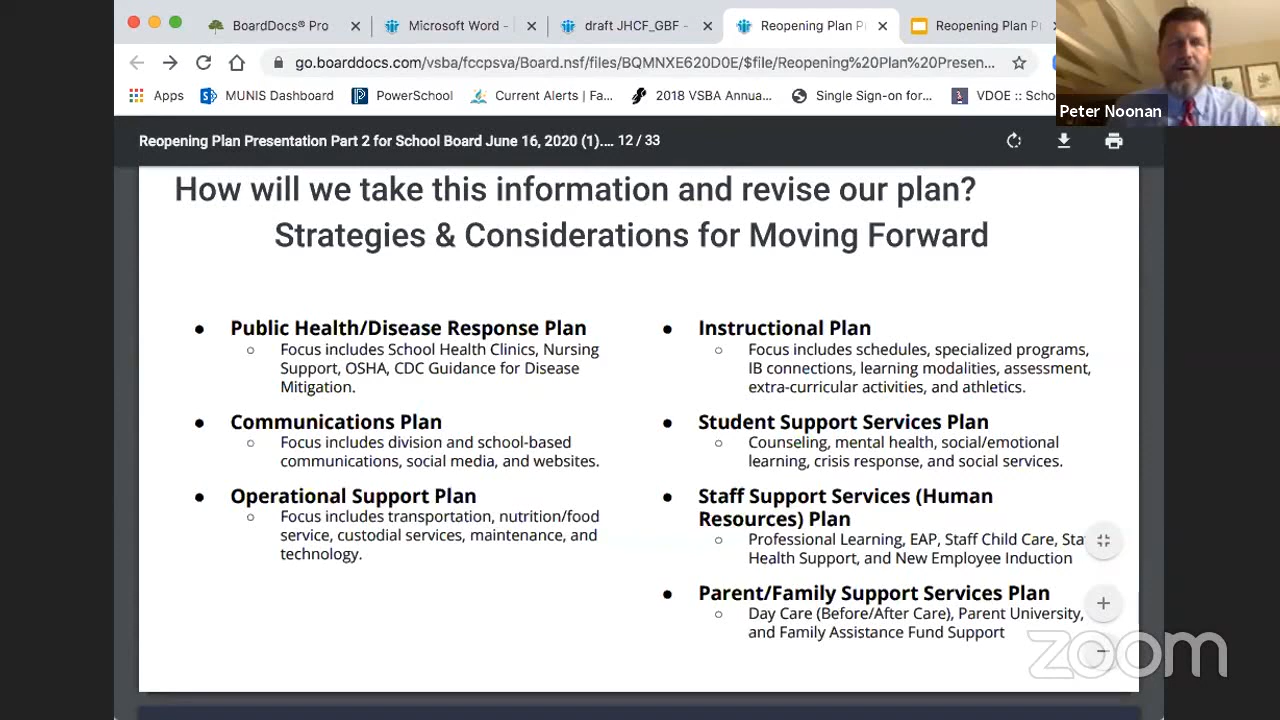 BoardDocs® Pro
Microsoft Word -
draft JHCF_GBF -
Reopening Plan P
Reopening Plan P
go.boarddocs.com/vsba/fccpsva/Board.nsf/files/BQMNXE620D0E/$file/Reopening%20Plan%20Presen...
Apps
MUNIS Dashboard
PowerSchool
Current Alerts | Fa...
2018 VSBA Annua...
Single Sign-on for...
VDOE :: Scho
Peter Noonan
Reopening Plan Presentation Part 2 for School Board June 16, 2020 (1).... 12 / 33
How will we take this information and revise our plan?
Strategies & Considerations for Moving Forward
● Public Health/Disease Response Plan
○ Focus includes School Health Clinics, Nursing
Support, OSHA, CDC Guidance for Disease
Mitigation.
● Communications Plan
○ Focus includes division and school-based
communications, social media, and websites.
● Operational Support Plan
○ Focus includes transportation, nutrition/food
service, custodial services, maintenance, and
technology.
● Instructional Plan
○ Focus includes schedules, specialized programs,
IB connections, learning modalities, assessment,
extra-curricular activities, and athletics.
● Student Support Services Plan
○ Counseling, mental health, social/emotional
learning, crisis response, and social services.
● Staff Support Services (Human
Resources) Plan
○ Professional Learning, EAP, Staff Child Care, Sta
Health Support, and New Employee Induction
● Parent/Family Support Services Plan
○ Day Care (Before/After Care), Parent University,
and Family Assistance Fund Support
zoom